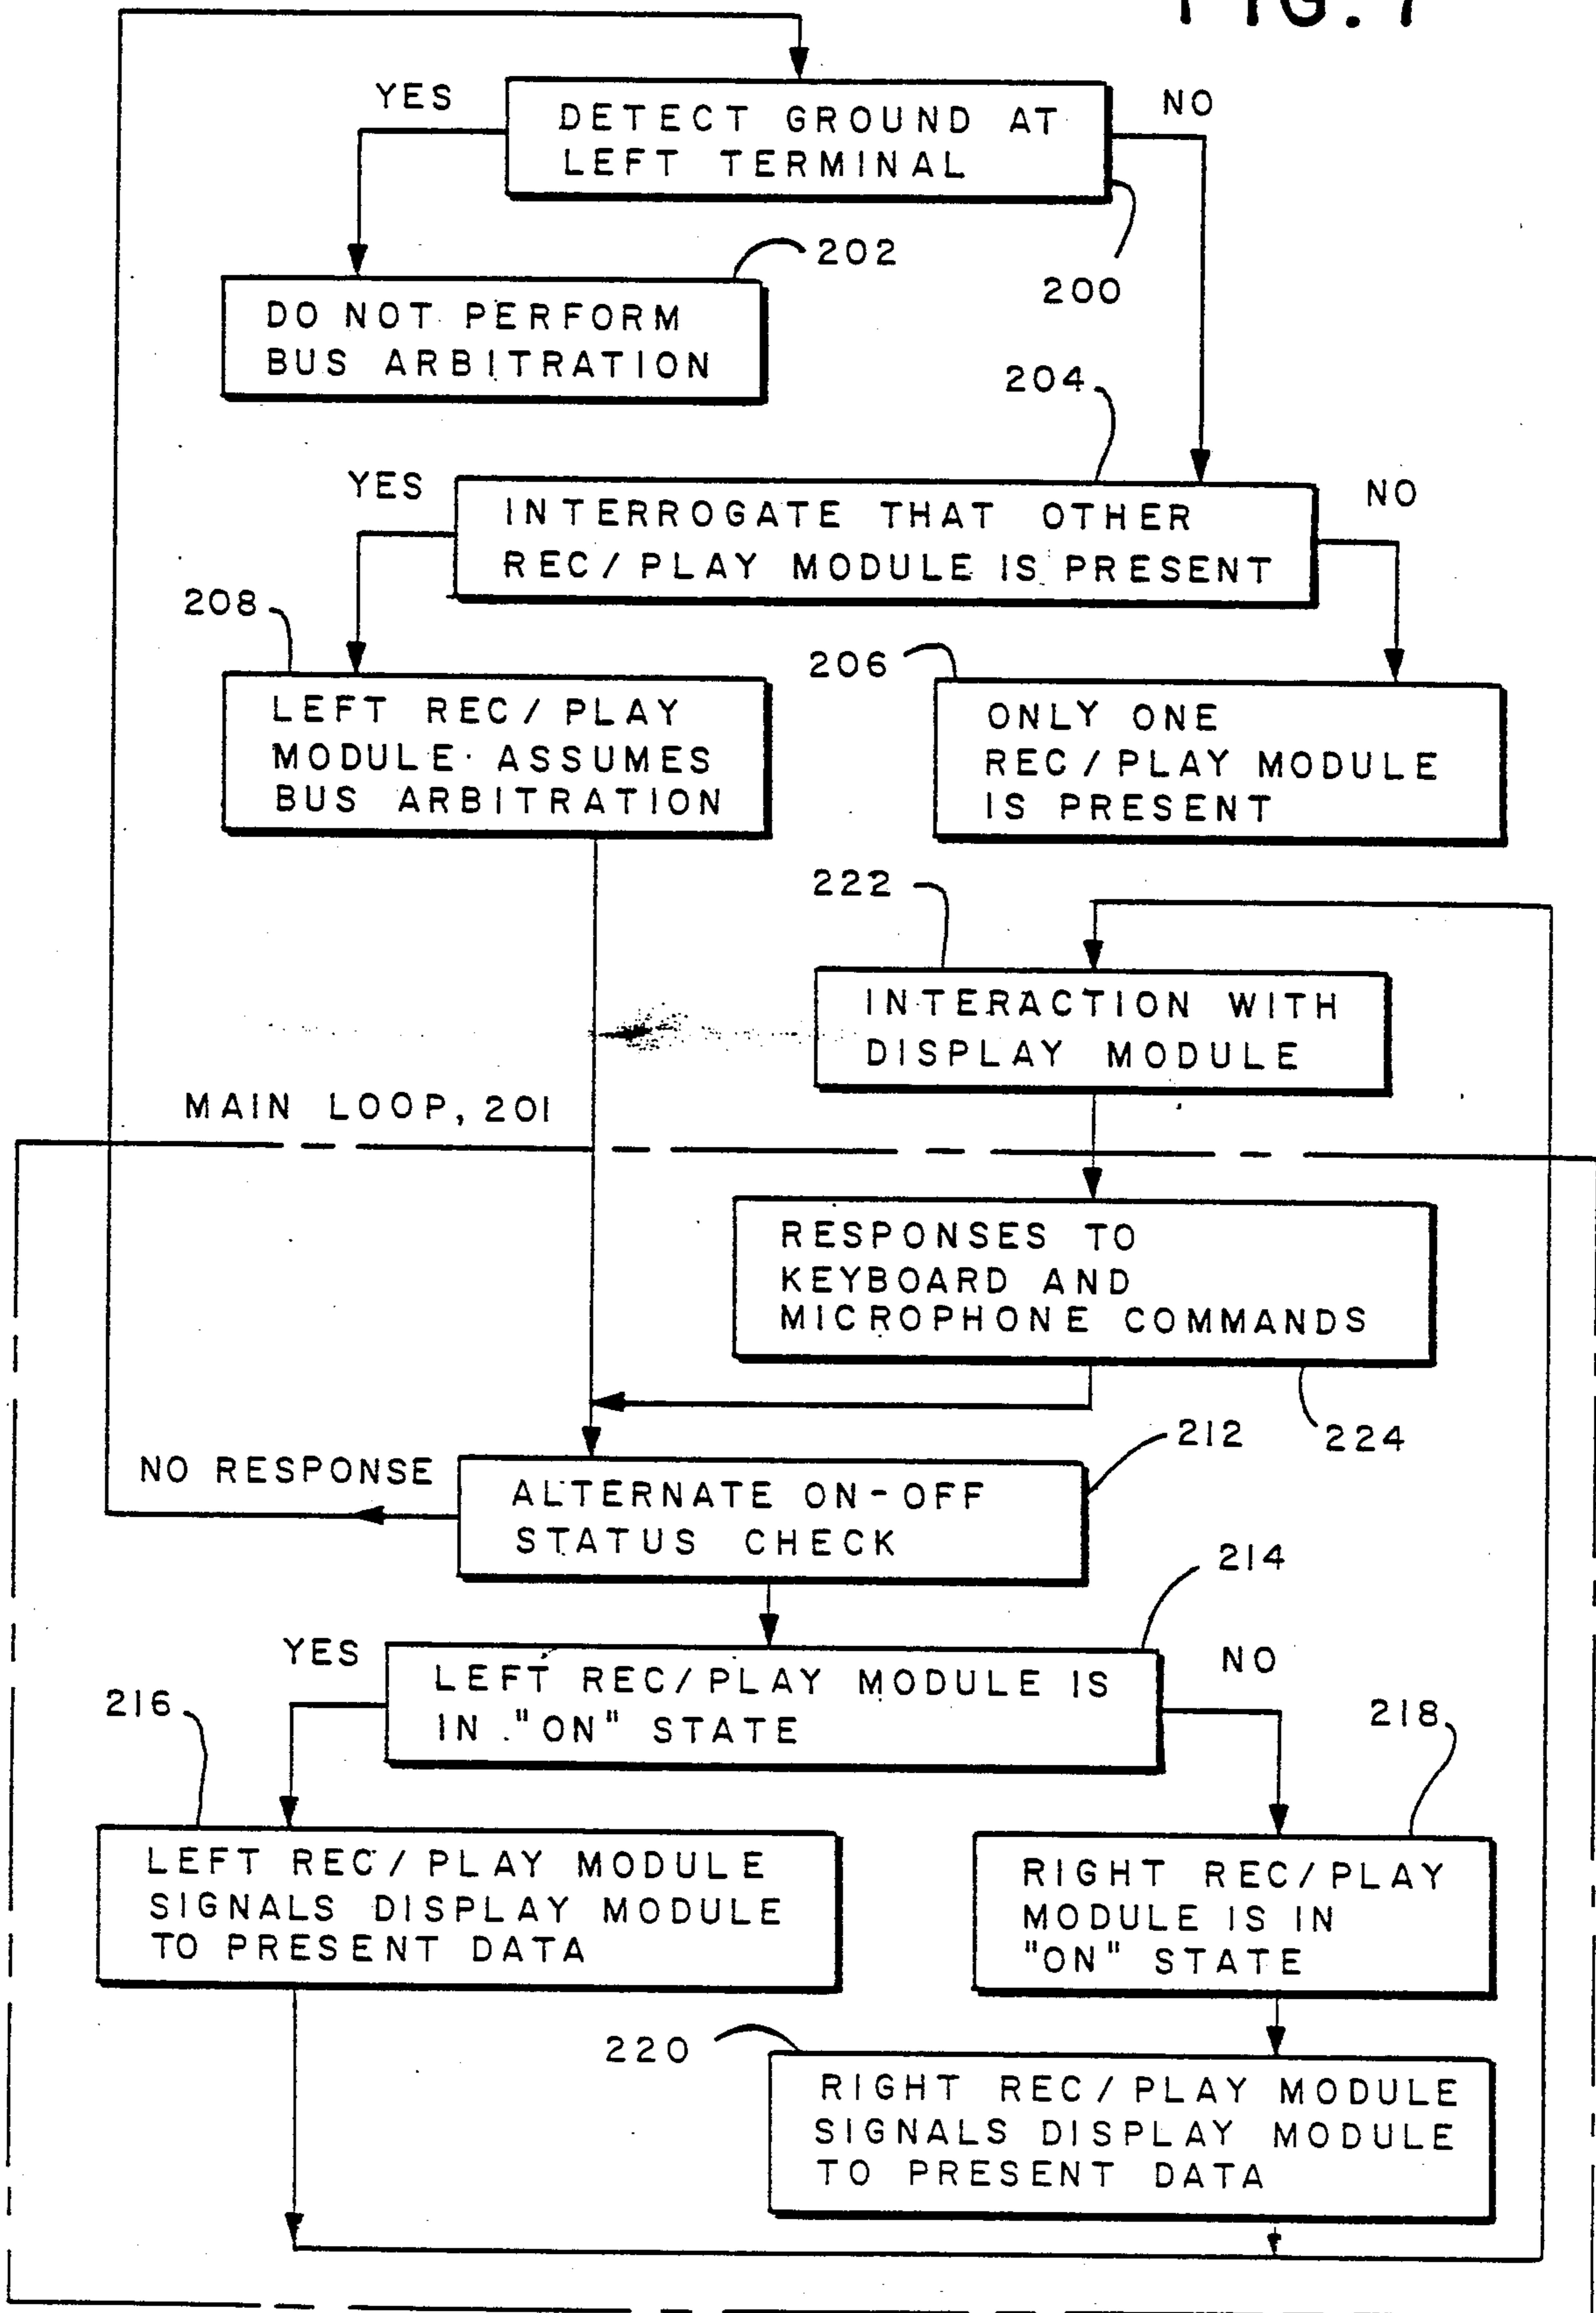 FIG. 7
YES
DETECT GROUND AT
LEFT TERMINAL
NO
202
200
DO NOT PERFORM
BUS ARBITRATION
204
YES
INTERROGATE THAT OTHER
REC/PLAY MODULE IS PRESENT
NO
208
206
LEFT REC/PLAY
MODULE ASSUMES
BUS ARBITRATION
ONLY ONE
REC/PLAY MODULE
IS PRESENT
222
INTERACTION WITH
DISPLAY MODULE
MAIN LOOP, 201
RESPONSES TO
KEYBOARD AND
MICROPHONE COMMANDS
224
212
NO RESPONSE
ALTERNATE ON-OFF
STATUS CHECK
214
YES
LEFT REC/PLAY MODULE IS
IN "ON" STATE
NO
216
218
LEFT REC/PLAY MODULE
SIGNALS DISPLAY MODULE
TO PRESENT DATA
RIGHT REC/PLAY
MODULE IS IN
"ON" STATE
220
RIGHT REC/PLAY MODULE
SIGNALS DISPLAY MODULE
TO PRESENT DATA